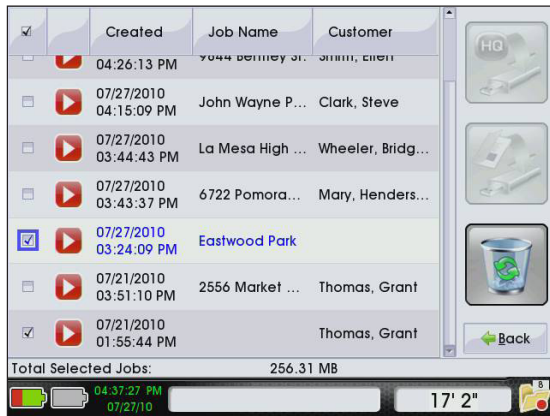 Created Job Name Customer
HQ
04:26:13 PM
07/27/2010
04:15:09 PM John Wayne P... Clark, Steve
07/27/2010
03:44:43 PM La Mesa High ... Wheeler, Bridg...
07/27/2010
03:43:37 PM 6722 Pomora... Mary, Henders...
07/27/2010
03:24:09 PM Eastwood Park
07/21/2010
03:51:10 PM 2556 Market ... Thomas, Grant
07/21/2010
01:55:44 PM Thomas, Grant
Back
Total Selected Jobs: 256.31 MB
04:37:27 PM
07/27/10
17' 2"
8